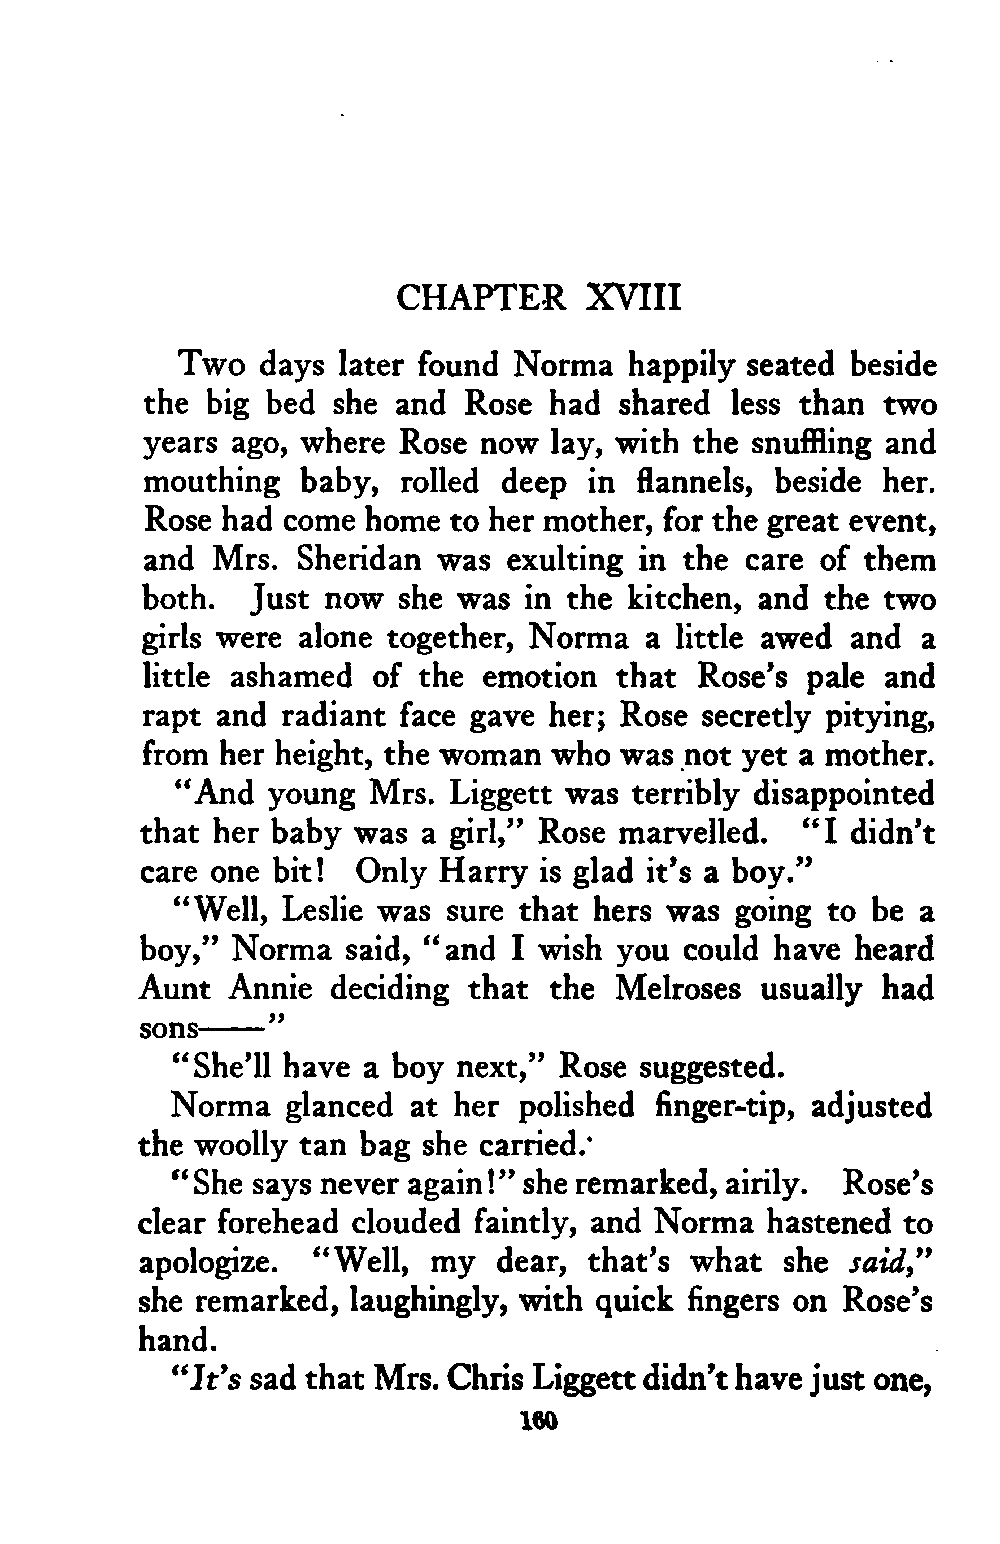 CHAPTER XVIII
Two days later found Norma happily seated beside
the big bed she and Rose had shared less than two
years ago, where Rose now lay, with the snuffling and
mouthing baby, rolled deep in flannels, beside her.
Rose had come home to her mother, for the great event,
and Mrs. Sheridan was exulting in the care of them
both. Just now she was in the kitchen, and the two
girls were alone together, Norma a little awed and a
little ashamed of the emotion that Rose's pale and
rapt and radiant face gave her; Rose secretly pitying,
from her height, the woman who was not yet a mother.
"And young Mrs. Liggett was terribly disappointed
that her baby was a girl," Rose marvelled. "I didn't
care one bit! Only Harry is glad it's a boy."
"Well, Leslie was sure that hers was going to be a
boy," Norma said, "and I wish you could have heard
Aunt Annie deciding that the Melroses usually had
sons——"
"She'll have a boy next," Rose suggested.
Norma glanced at her polished finger-tip, adjusted
the woolly tan bag she carried.
"She says never again!" she remarked, airily. Rose's
clear forehead clouded faintly, and Norma hastened to
apologize. "Well, my dear, that's what she said,"
she remarked, laughingly, with quick fingers on Rose's
hand.
"It's sad that Mrs. Chris Liggett didn't have just one,
160